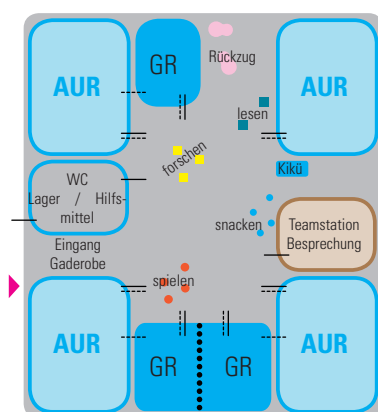 AUR
GR
Rückzug
AUR
lesen
forschen
Kikü
WC
Lager / Hilfs-
mittel
snacken
Teamstation
Besprechung
Eingang
Gaderobe
spielen
AUR
GR
GR
AUR